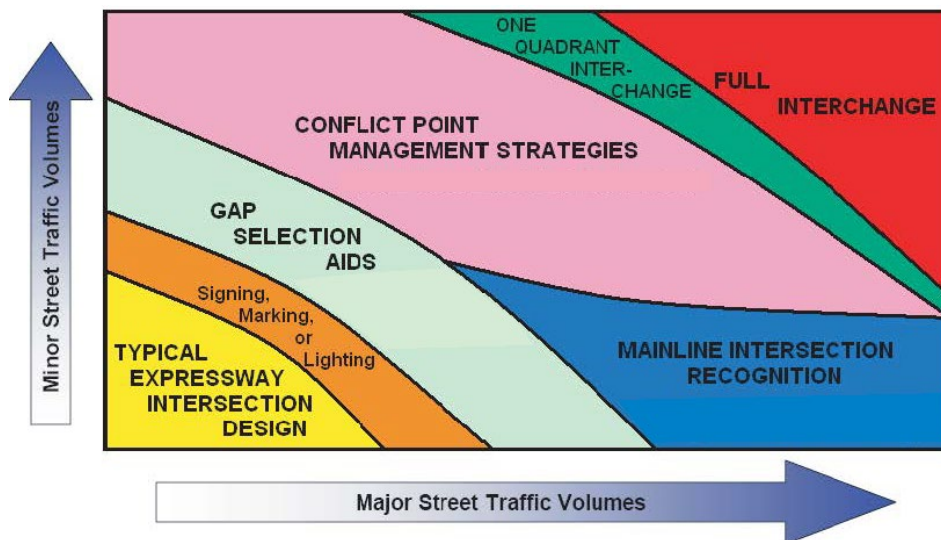 ONE
QUADRANT
INTER-
CHANGE
FULL
INTERCHANGE
CONFLICT POINT
MANAGEMENT STRATEGIES
GAP
SELECTION
AIDS
Signing,
Marking,
or
Lighting
TYPICAL
EXPRESSWAY
INTERSECTION
DESIGN
MAINLINE INTERSECTION
RECOGNITION
Minor Street Traffic Volumes
Major Street Traffic Volumes